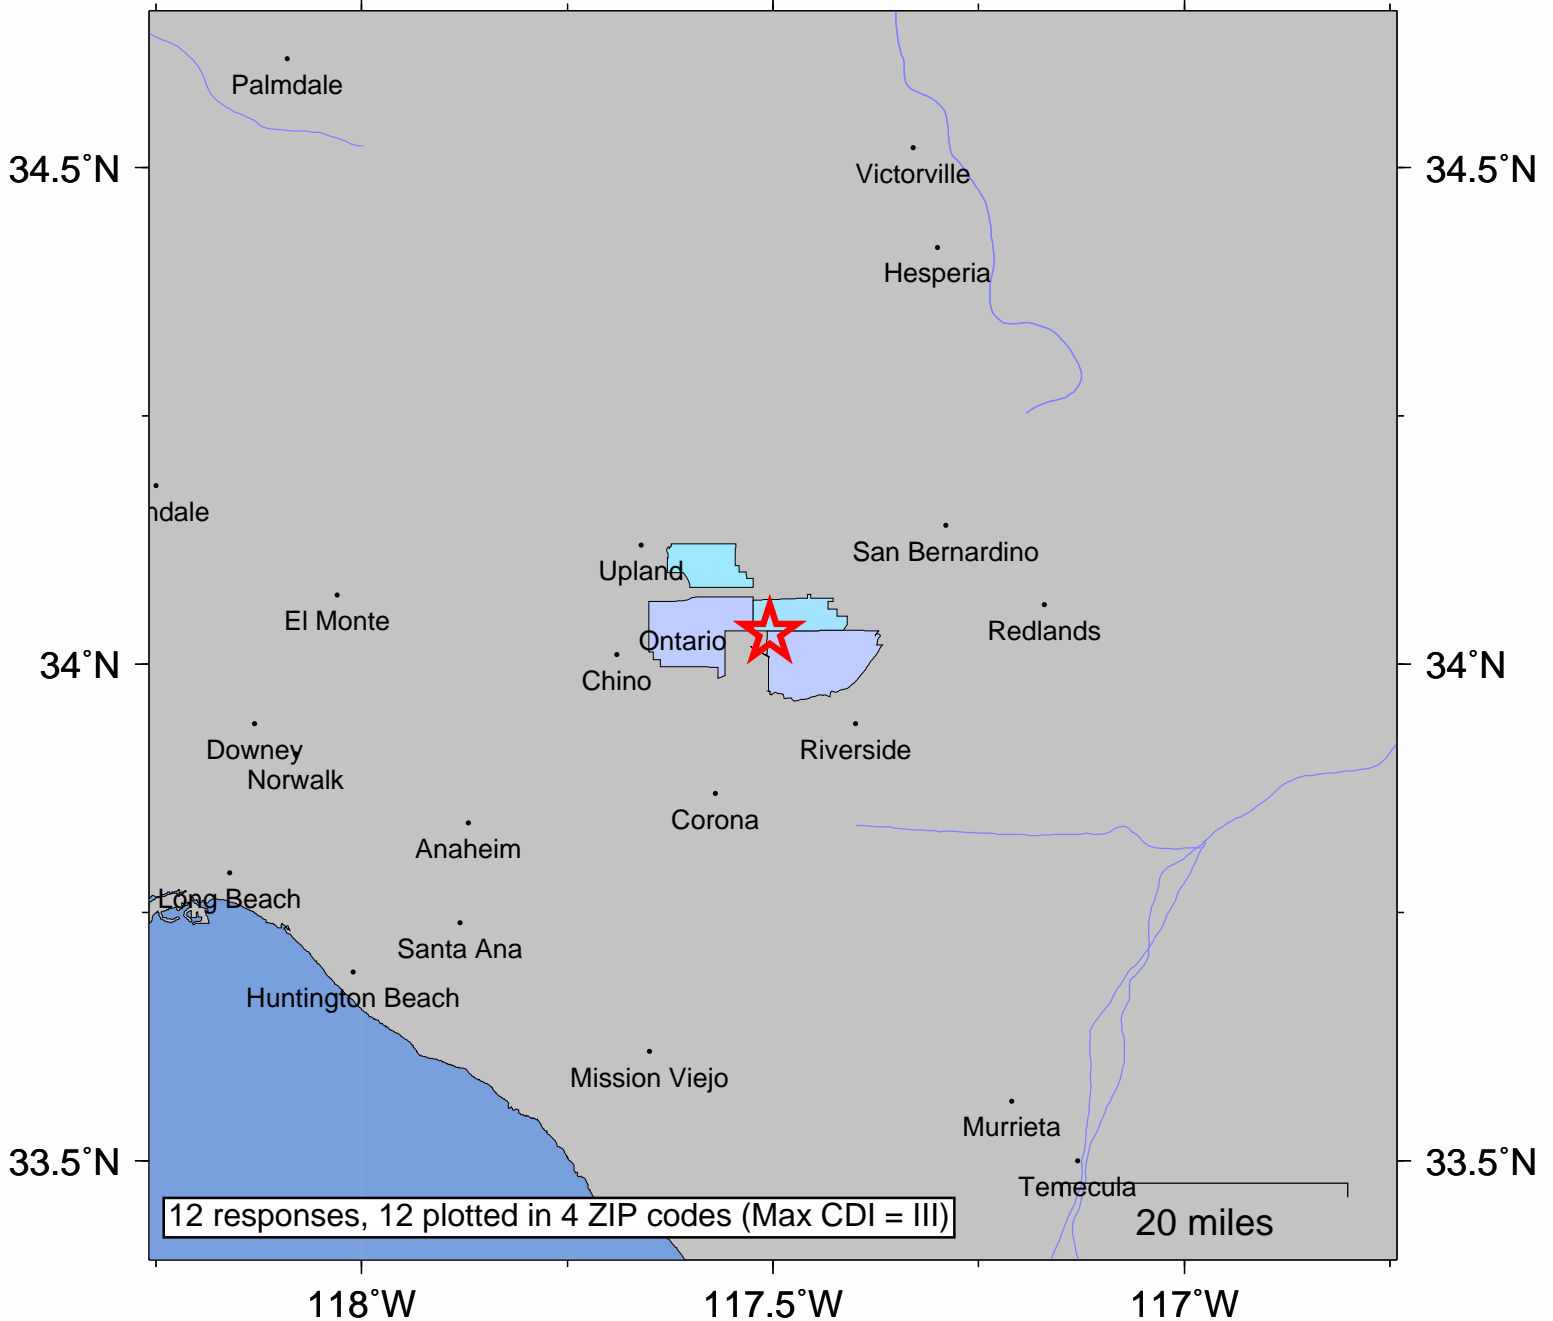 Palmdale
34.5°N
34.5°N
Victorville
Hesperia
ndale
San Bernardino
Upland
El Monte
Redlands
Ontario
34°N
34°N
Chino
Downey
Riverside
Norwalk
Corona
Anaheim
Long Beach
Santa Ana
Huntington Beach
Mission Viejo
Murrieta
33.5°N
33.5°N
Temecula
12 responses, 12 plotted in 4 ZIP codes (Max CDI = III)
20 miles
118°W
117.5°W
117°W